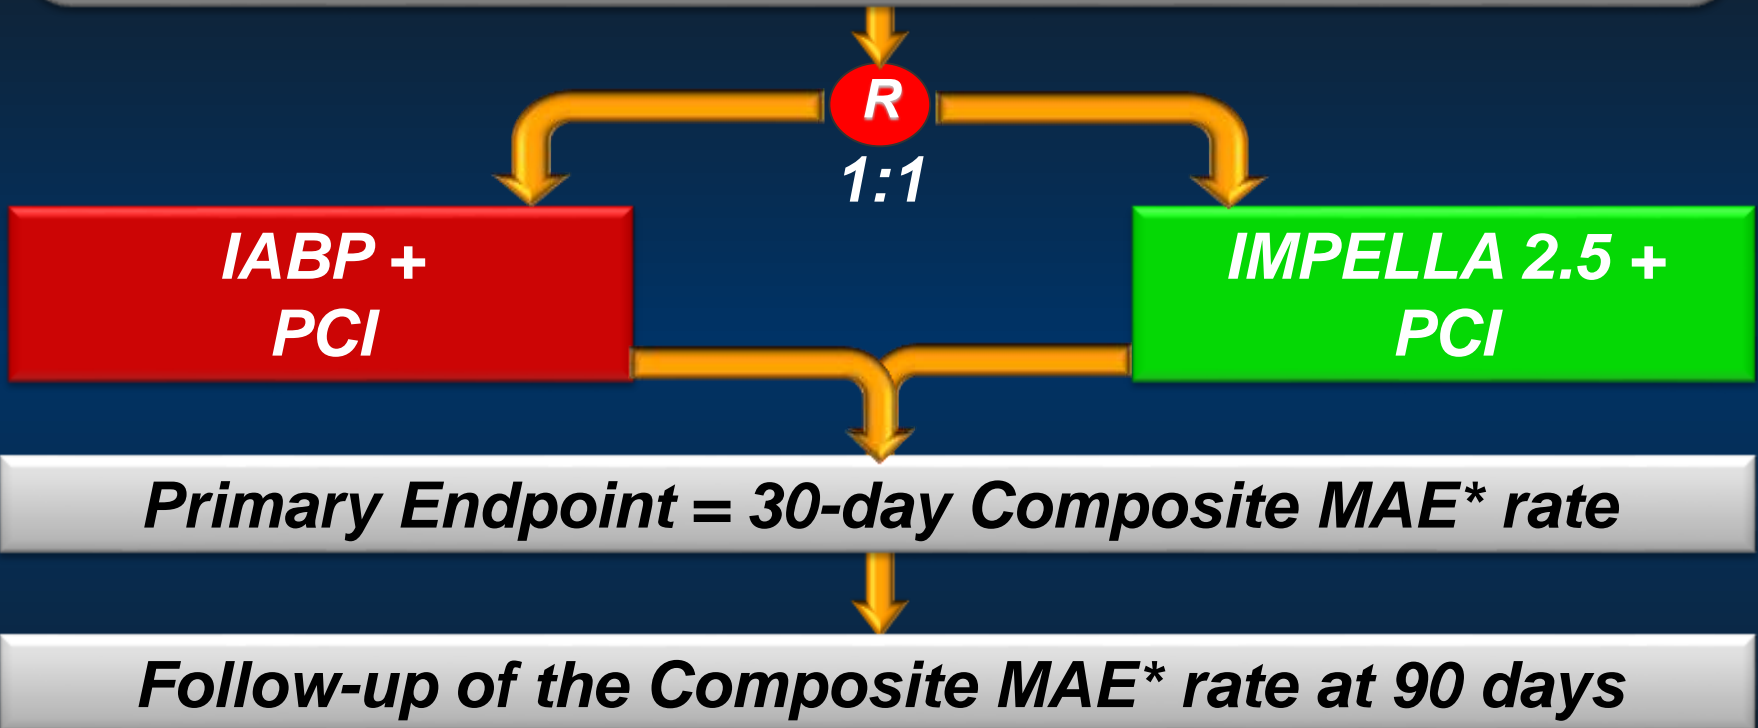 R
1:1
IABP +
PCI
IMPELLA 2.5 +
PCI
Primary Endpoint = 30-day Composite MAE* rate
Follow-up of the Composite MAE* rate at 90 days